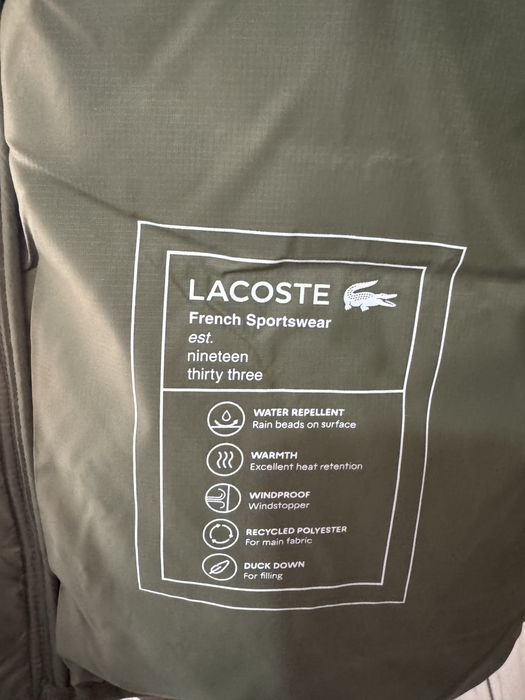 LACOSTE
French Sportswear
est.
nineteen
thirty three
WATER REPELLENT
Rain beads on surface
WARMTH
Excellent heat retention
WINDPROOF
Windstopper
RECYCLED POLYESTER
For main fabric
DUCK DOWN
For filling